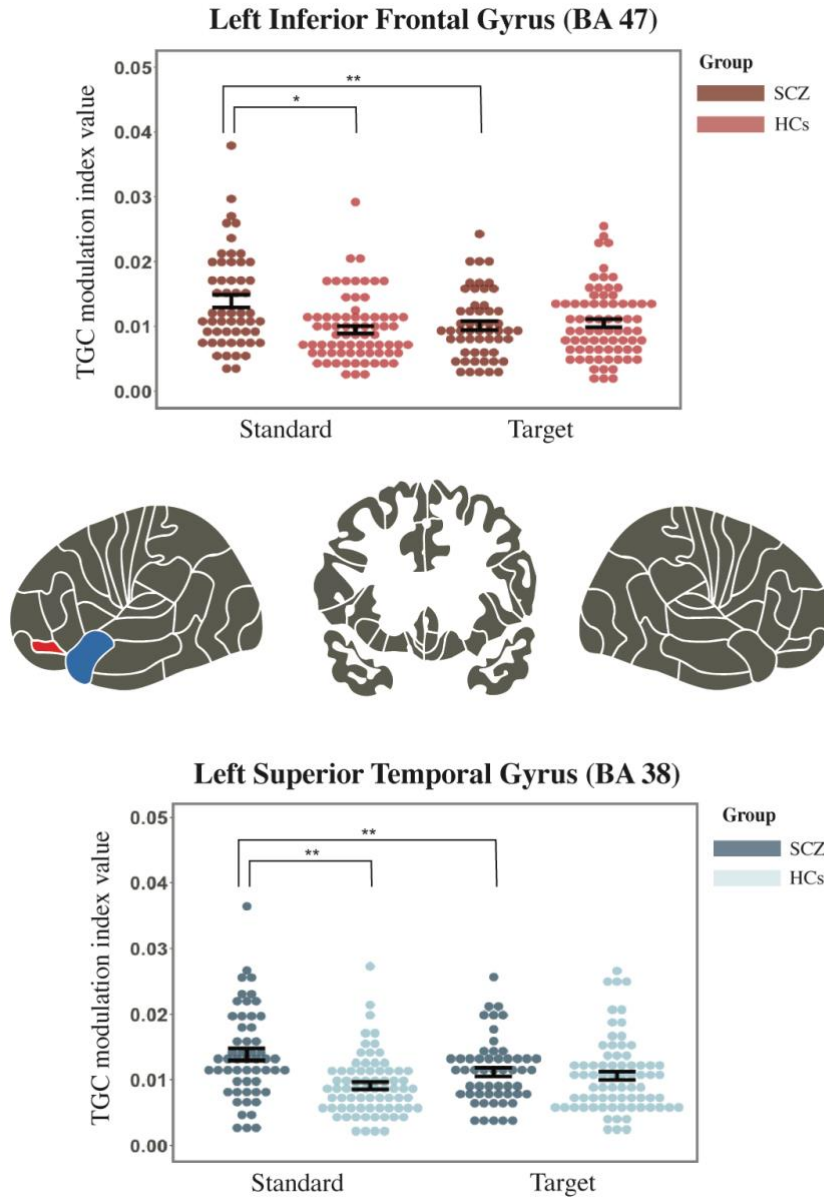 Left Inferior Frontal Gyrus (BA 47)
TGC modulation index value
0.05
0.04
0.03
0.02
0.01
0.00
**
*
Group
SCZ
HCs
Standard
Target
Left Superior Temporal Gyrus (BA 38)
TGC modulation index value
0.05
0.04
0.03
0.02
0.01
0.00
**
**
Group
SCZ
HCs
Standard
Target